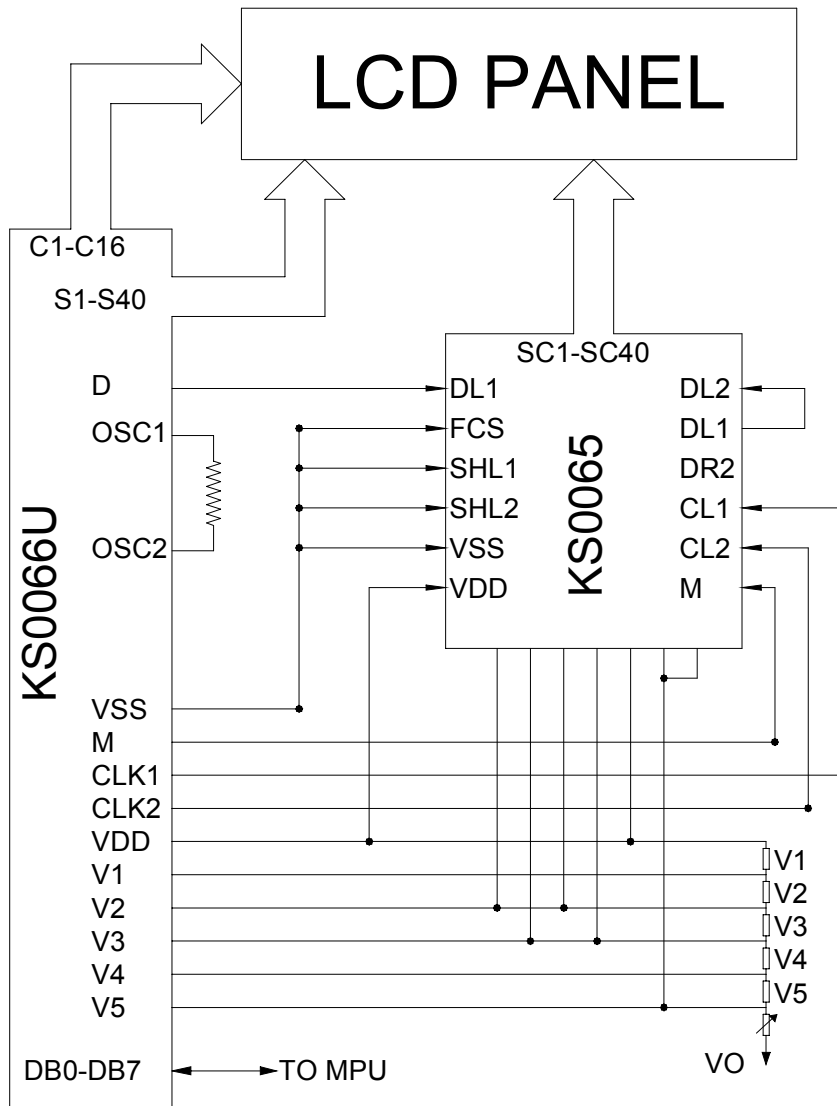 LCD PANEL
C1-C16
S1-S40
D
OSC1
OSC2
KS0066U
VSS
M
CLK1
CLK2
VDD
V1
V2
V3
V4
V5
DB0-DB7
TO MPU
SC1-SC40
DL1
FCS
SHL1
SHL2
VSS
VDD
KS0065
DL2
DL1
DR2
CL1
CL2
M
V1
V2
V3
V4
V5
VO